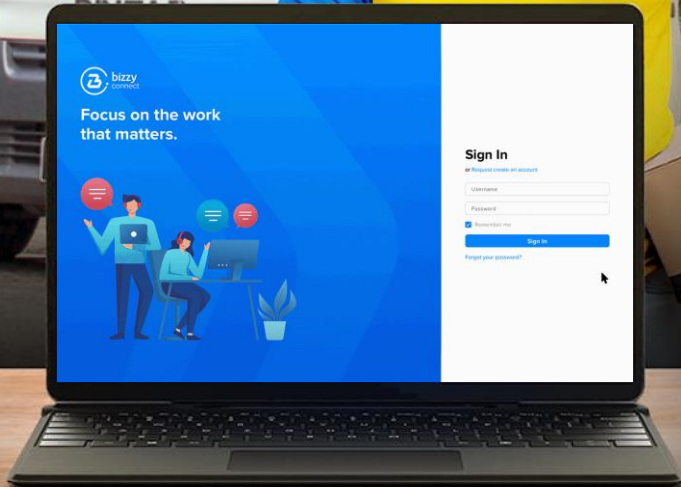 bizzy
connect
Focus on the work
that matters.
Sign In
or Request create an account
Username
Password
Remember me
Sign In
Forgot your password?